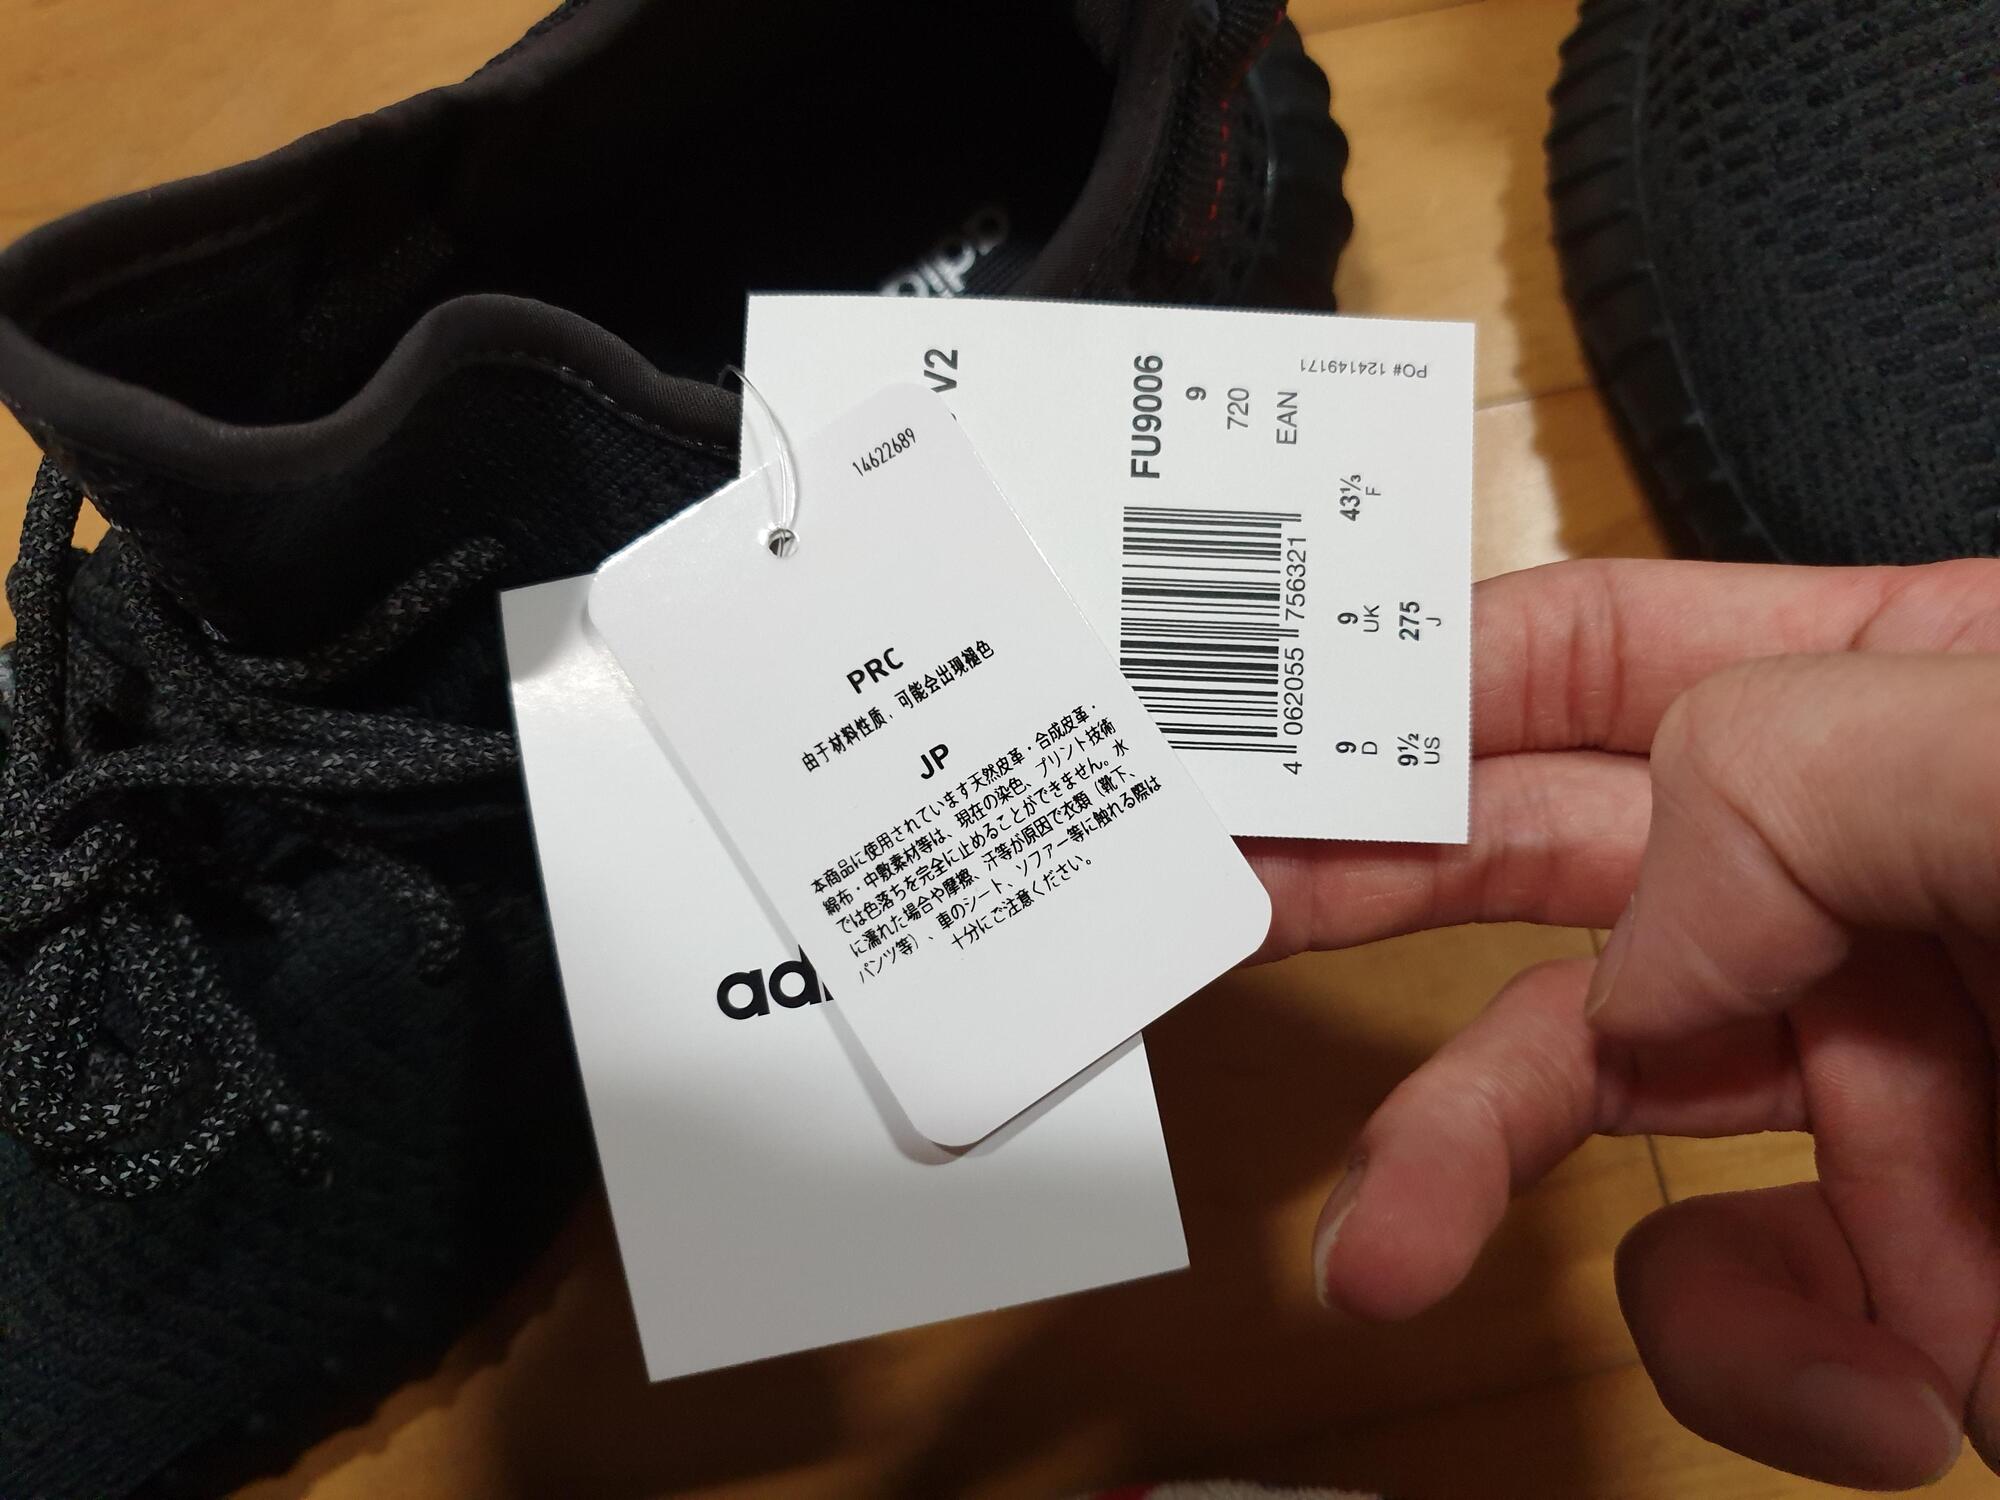 V2
FU9006
9
720
EAN
PO# 124149171
4 062055 756321
43⅓
F
9
UK
275
J
9
D
9½
US
14622689
PRC
由于材料性质，可能会出现褪色
JP
本商品に使用されています天然皮革・合成皮革・
綿布・中敷素材等は、現在の染色、プリント技術
では色落ちを完全に止めることができません。水
に濡れた場合や摩擦、汗等が原因で衣類（靴下、
パンツ等）、車のシート、ソファー等に触れる際は
十分にご注意ください。